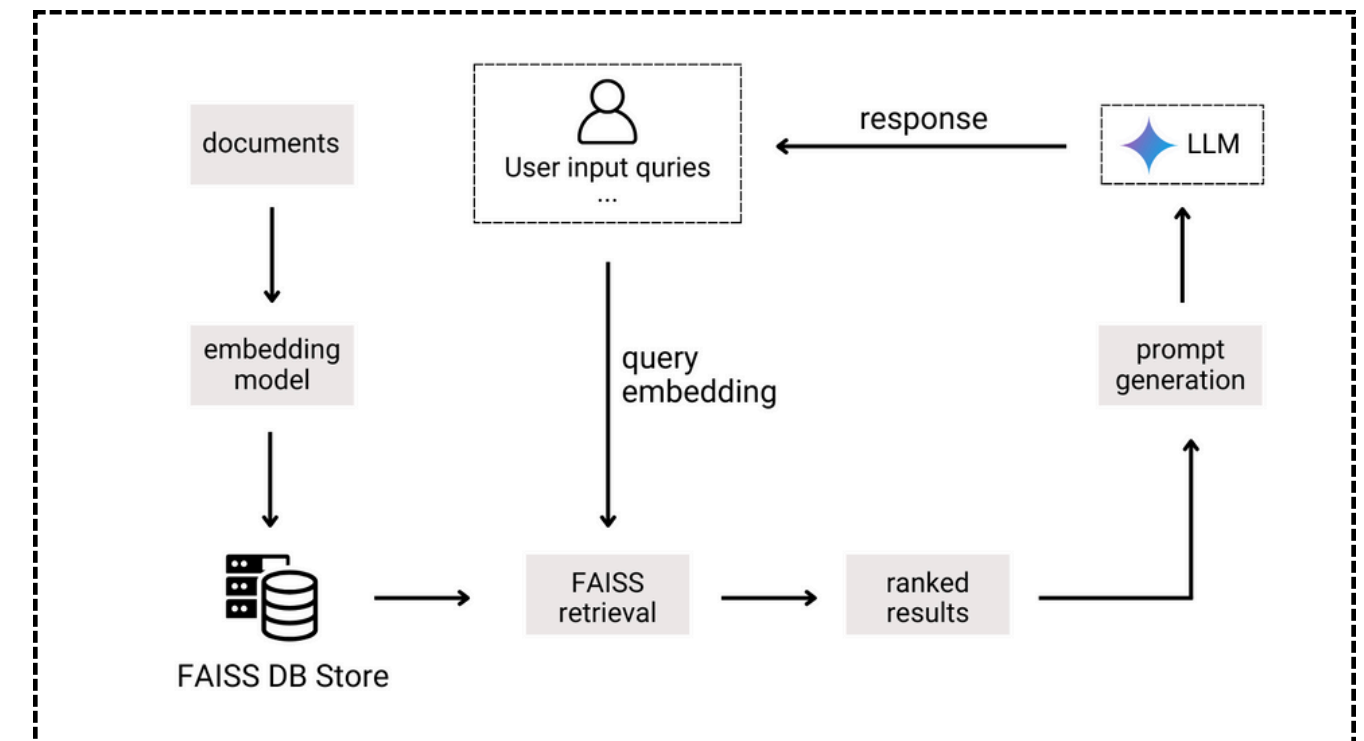 documents
User input quries
...
response
LLM
embedding
model
query
embedding
prompt
generation
FAISS DB Store
FAISS
retrieval
ranked
results